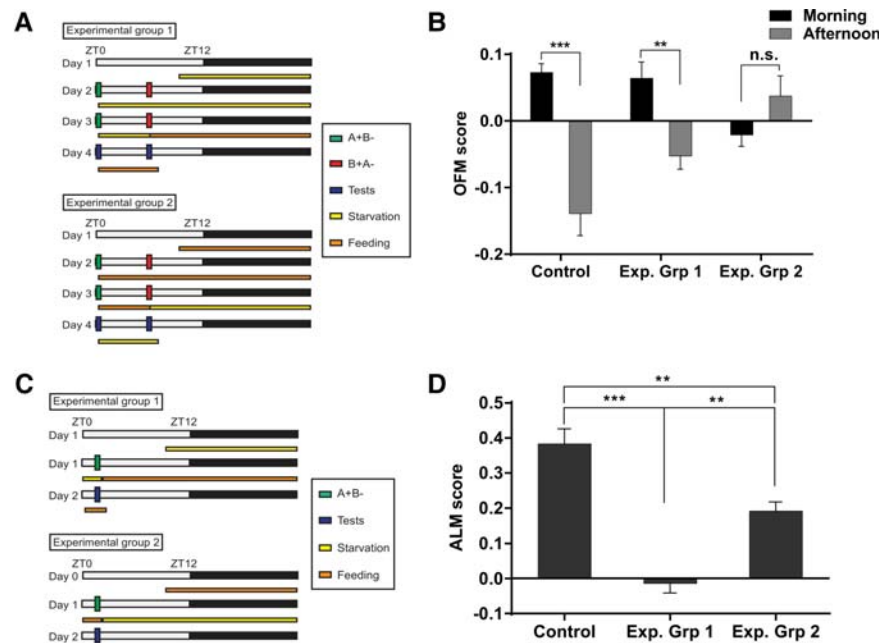 A
Experimental group 1
ZT0 ZT12
Day 1
Day 2
Day 3
Day 4
Experimental group 2
ZT0 ZT12
Day 1
Day 2
Day 3
Day 4
A+B-
B+A-
Tests
Starvation
Feeding
B
Morning
Afternoon
*** ** n.s.
0.1
0.0
-0.1
-0.2
OFM score
Control Exp. Grp 1 Exp. Grp 2
C
Experimental group 1
ZT0 ZT12
Day 1
Day 1
Day 2
Experimental group 2
ZT0 ZT12
Day 0
Day 1
Day 2
A+B-
Tests
Starvation
Feeding
D
**
*** **
0.5
0.4
0.3
0.2
0.1
0.0
-0.1
ALM score
Control Exp. Grp 1 Exp. Grp 2